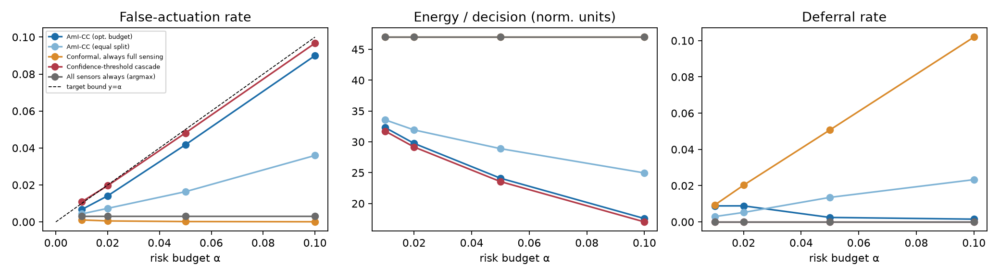 False-actuation rate
AmI-CC (opt. budget)
AmI-CC (equal split)
Conformal, always full sensing
Confidence-threshold cascade
All sensors always (argmax)
target bound y=α
0.10
0.08
0.06
0.04
0.02
0.00
0.00 0.02 0.04 0.06 0.08 0.10
risk budget α
Energy / decision (norm. units)
45
40
35
30
25
20
0.02 0.04 0.06 0.08 0.10
risk budget α
Deferral rate
0.10
0.08
0.06
0.04
0.02
0.00
0.02 0.04 0.06 0.08 0.10
risk budget α